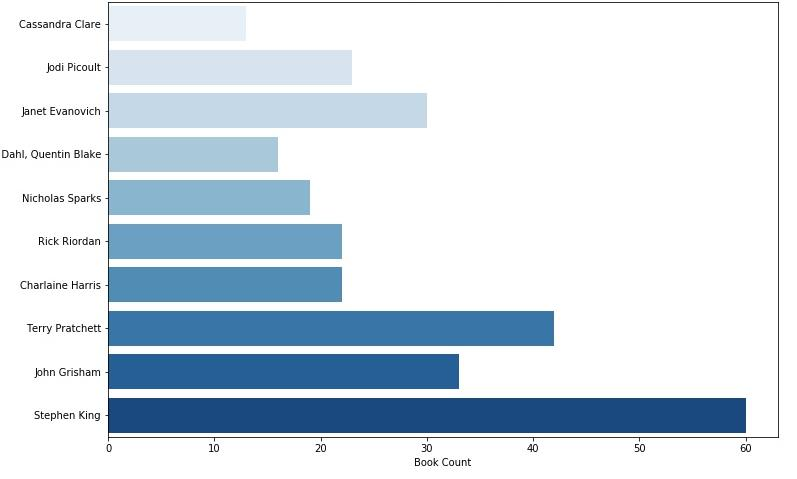 Cassandra Clare
Jodi Picoult
Janet Evanovich
Dahl, Quentin Blake
Nicholas Sparks
Rick Riordan
Charlaine Harris
Terry Pratchett
John Grisham
Stephen King
0 10 20 30 40 50 60
Book Count